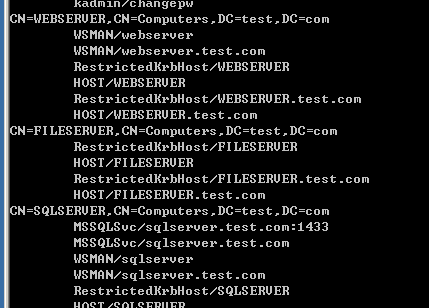 kadmin/changepw
CN=WEBSERVER,CN=Computers,DC=test,DC=com
WSMAN/webserver
WSMAN/webserver.test.com
RestrictedKrbHost/WEBSERVER
HOST/WEBSERVER
RestrictedKrbHost/WEBSERVER.test.com
HOST/WEBSERVER.test.com
CN=FILESERVER,CN=Computers,DC=test,DC=com
RestrictedKrbHost/FILESERVER
HOST/FILESERVER
RestrictedKrbHost/FILESERVER.test.com
HOST/FILESERVER.test.com
CN=SQLSERVER,CN=Computers,DC=test,DC=com
MSSQLSvc/sqlserver.test.com:1433
MSSQLSvc/sqlserver.test.com
WSMAN/sqlserver
WSMAN/sqlserver.test.com
RestrictedKrbHost/SQLSERVER
HOST/SQLSERVER